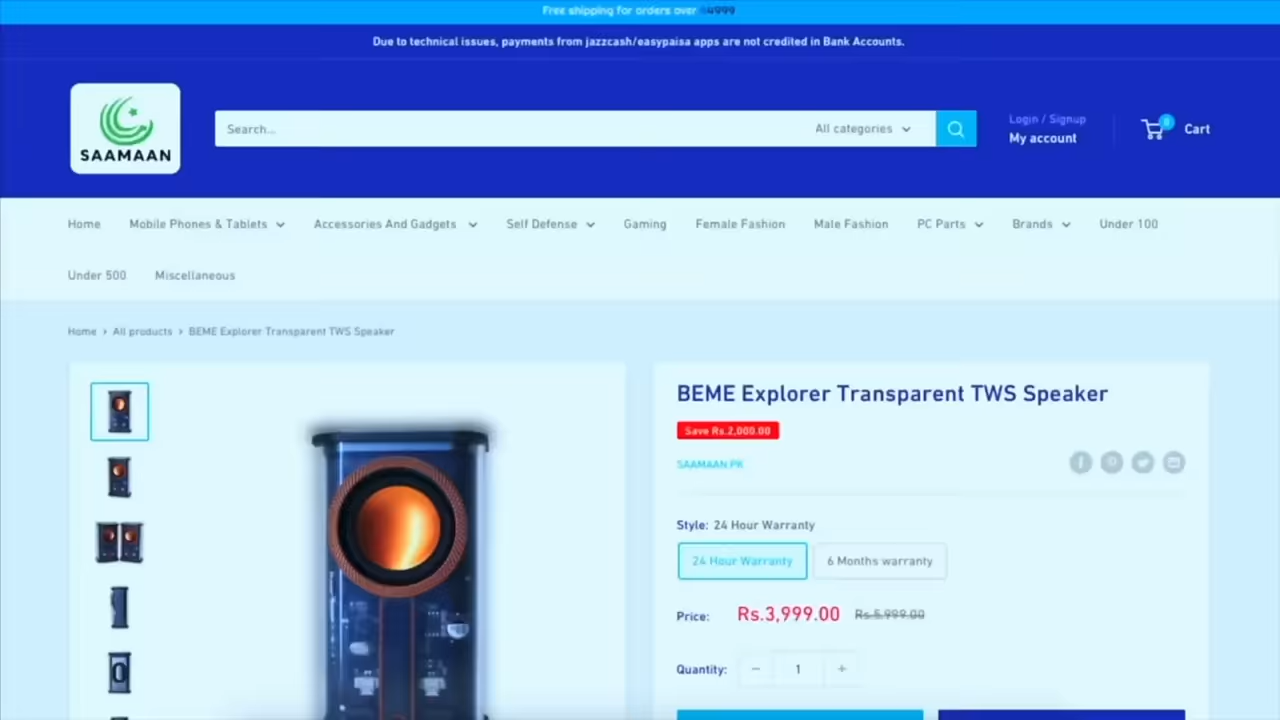 Free shipping for orders over 4999
Due to technical issues, payments from jazzcash/easypaisa apps are not credited in Bank Accounts.
SAAMAAN
Search...
All categories
Login / Signup
My account
0
Cart
Home
Mobile Phones & Tablets
Accessories And Gadgets
Self Defense
Gaming
Female Fashion
Male Fashion
PC Parts
Brands
Under 100
Under 500
Miscellaneous
Home › All products › BEME Explorer Transparent TWS Speaker
BEME Explorer Transparent TWS Speaker
Save Rs.2,000.00
SAAMAAN.PK
Style: 24 Hour Warranty
24 Hour Warranty
6 Months warranty
Price: Rs.3,999.00 Rs.5,999.00
Quantity: − 1 +